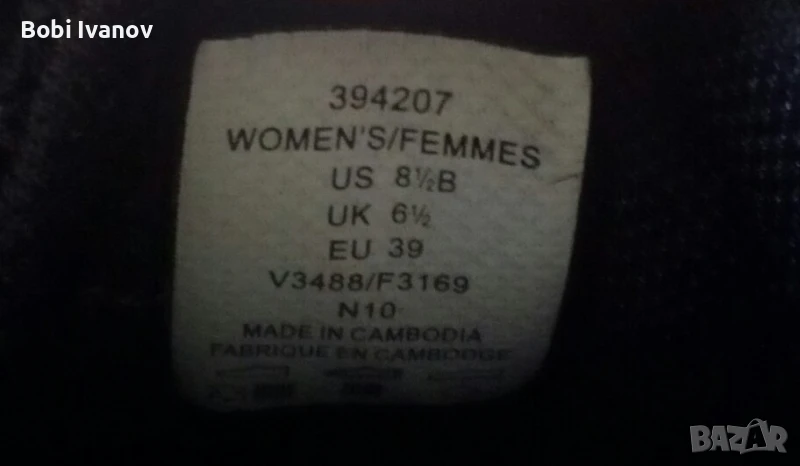 Bobi Ivanov
394207
WOMEN'S/FEMMES
US 8½B
UK 6½
EU 39
V3488/F3169
N10
MADE IN CAMBODIA
FABRIQUE EN CAMBODGE
BAZAR